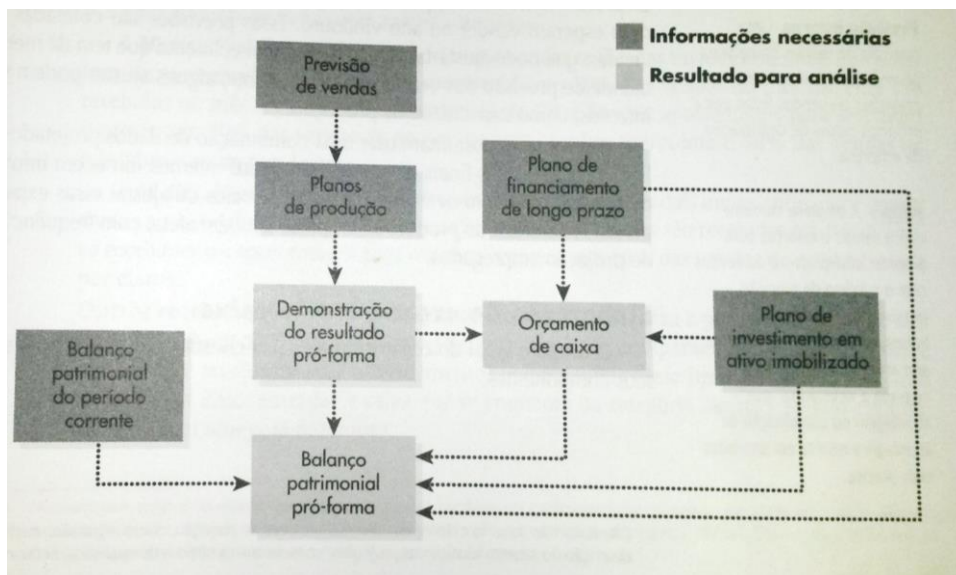 Informações necessárias
Resultado para análise
Previsão
de vendas
Planos
de produção
Plano de
financiamento
de longo prazo
Demonstração
do resultado
pró-forma
Orçamento
de caixa
Plano de
investimento em
ativo imobilizado
Balanço
patrimonial
do período
corrente
Balanço
patrimonial
pró-forma